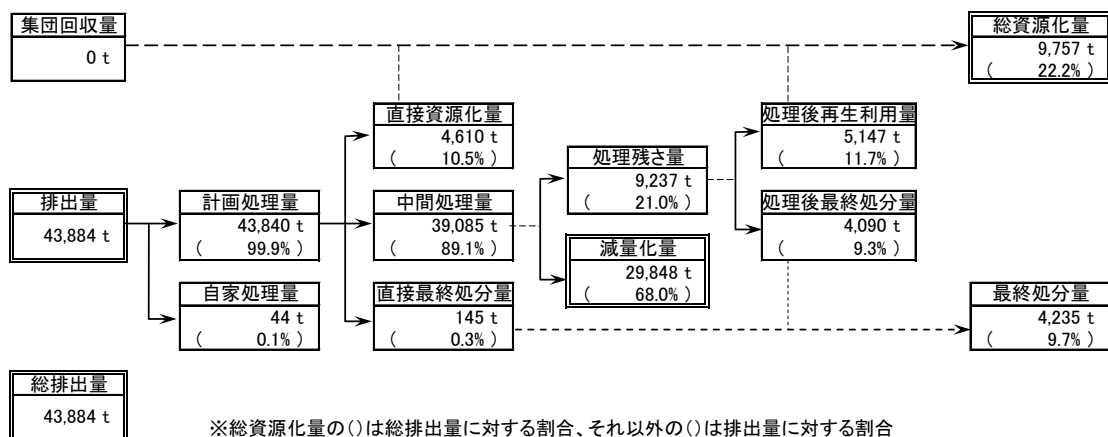 集団回収量
0 t
総資源化量
9,757 t
( 22.2% )
直接資源化量
4,610 t
( 10.5% )
処理後再生利用量
5,147 t
( 11.7% )
処理残さ量
9,237 t
( 21.0% )
排出量
43,884 t
計画処理量
43,840 t
( 99.9% )
中間処理量
39,085 t
( 89.1% )
処理後最終処分量
4,090 t
( 9.3% )
減量化量
29,848 t
( 68.0% )
自家処理量
44 t
( 0.1% )
直接最終処分量
145 t
( 0.3% )
最終処分量
4,235 t
( 9.7% )
総排出量
43,884 t
※総資源化量の()は総排出量に対する割合、それ以外の()は排出量に対する割合